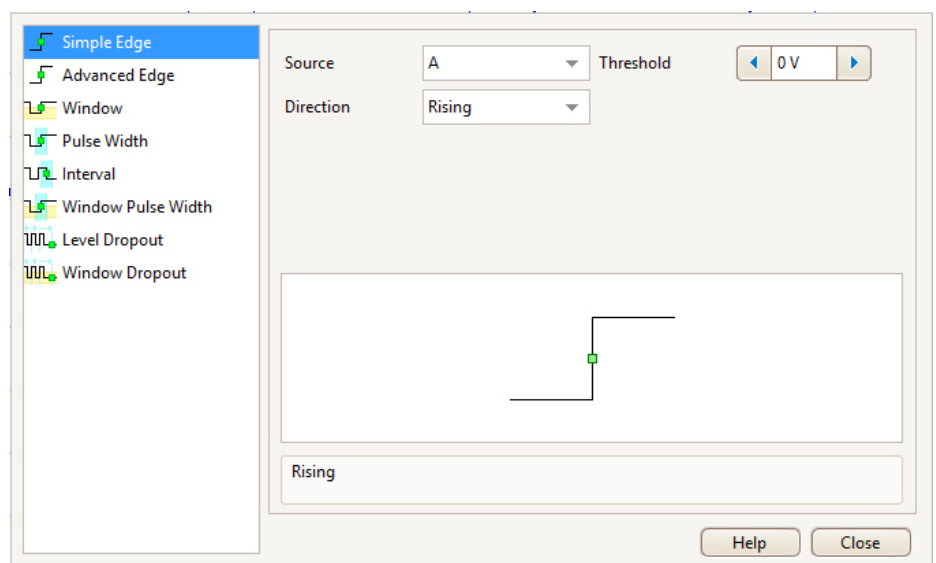 Simple Edge
Advanced Edge
Window
Pulse Width
Interval
Window Pulse Width
Level Dropout
Window Dropout
Source A Threshold 0 V
Direction Rising
Rising
Help Close